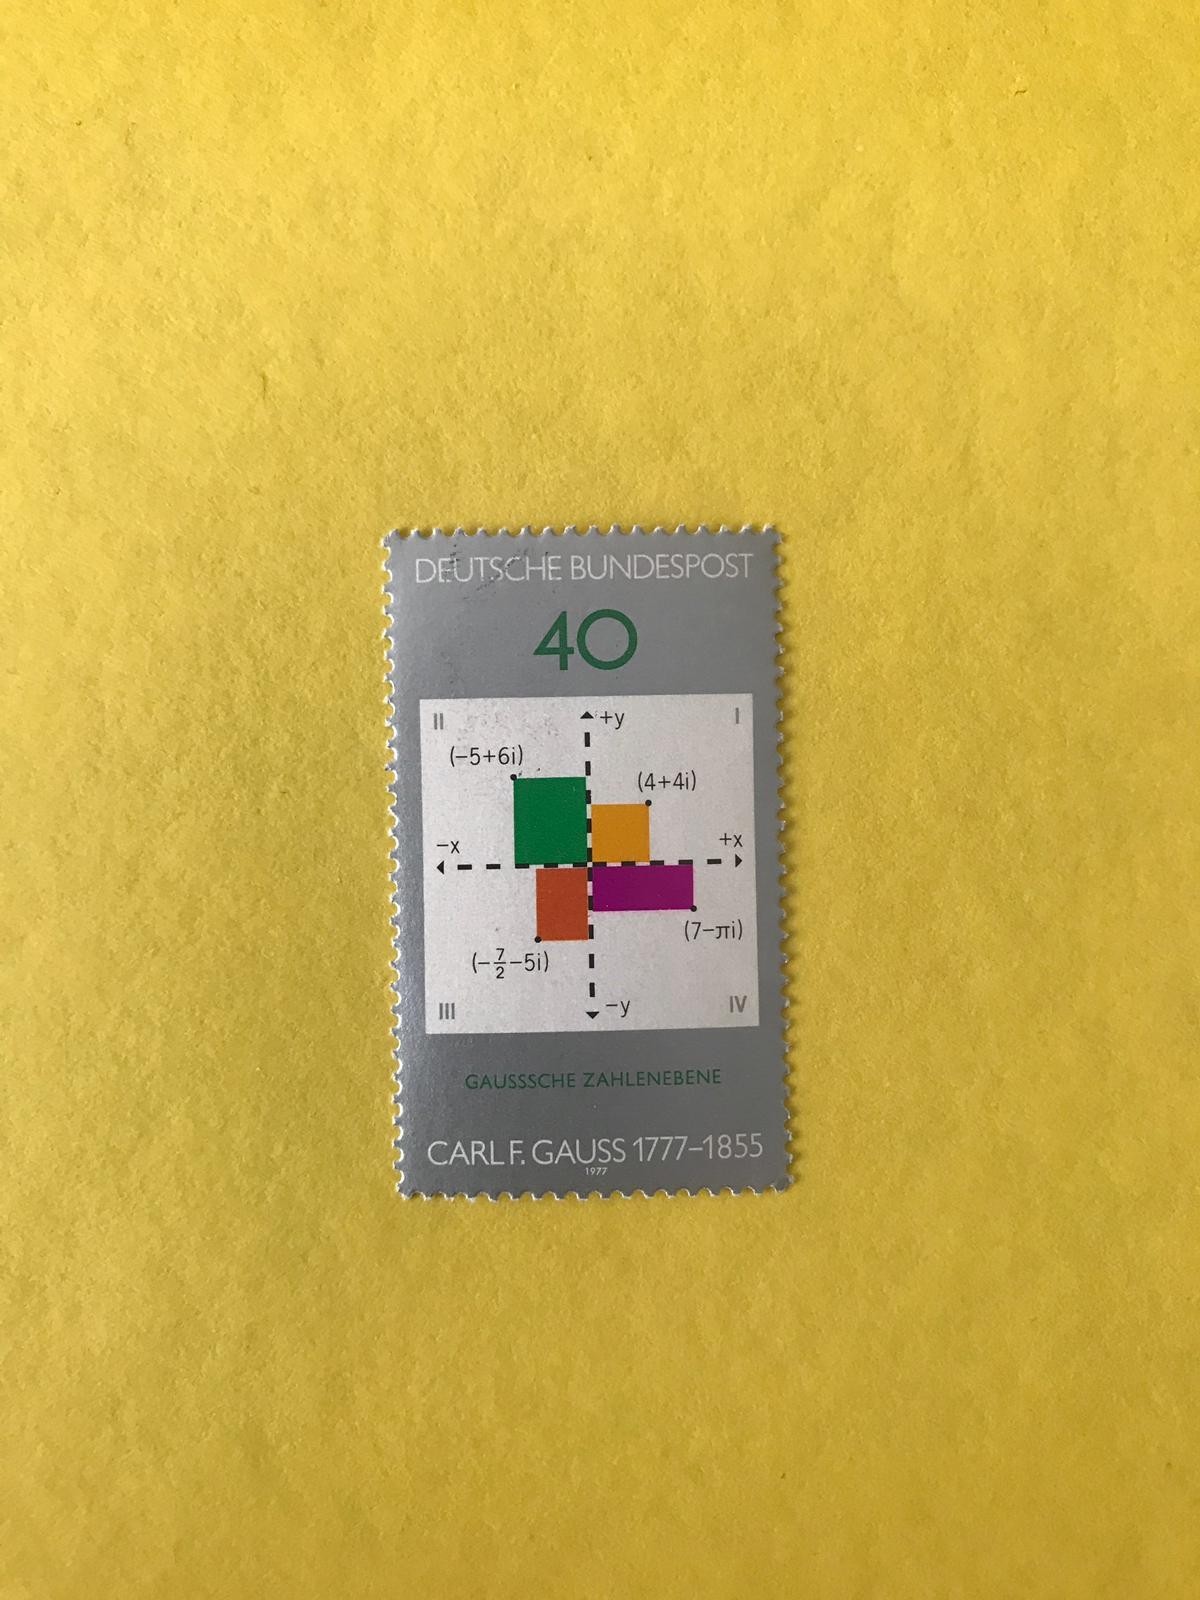 DEUTSCHE BUNDESPOST
40
II
+y
I
(-5+6i)
(4+4i)
-x
+x
(7-πi)
(-7/2-5i)
III
-y
IV
GAUSSSCHE ZAHLENEBENE
CARL F. GAUSS 1777-1855
1977